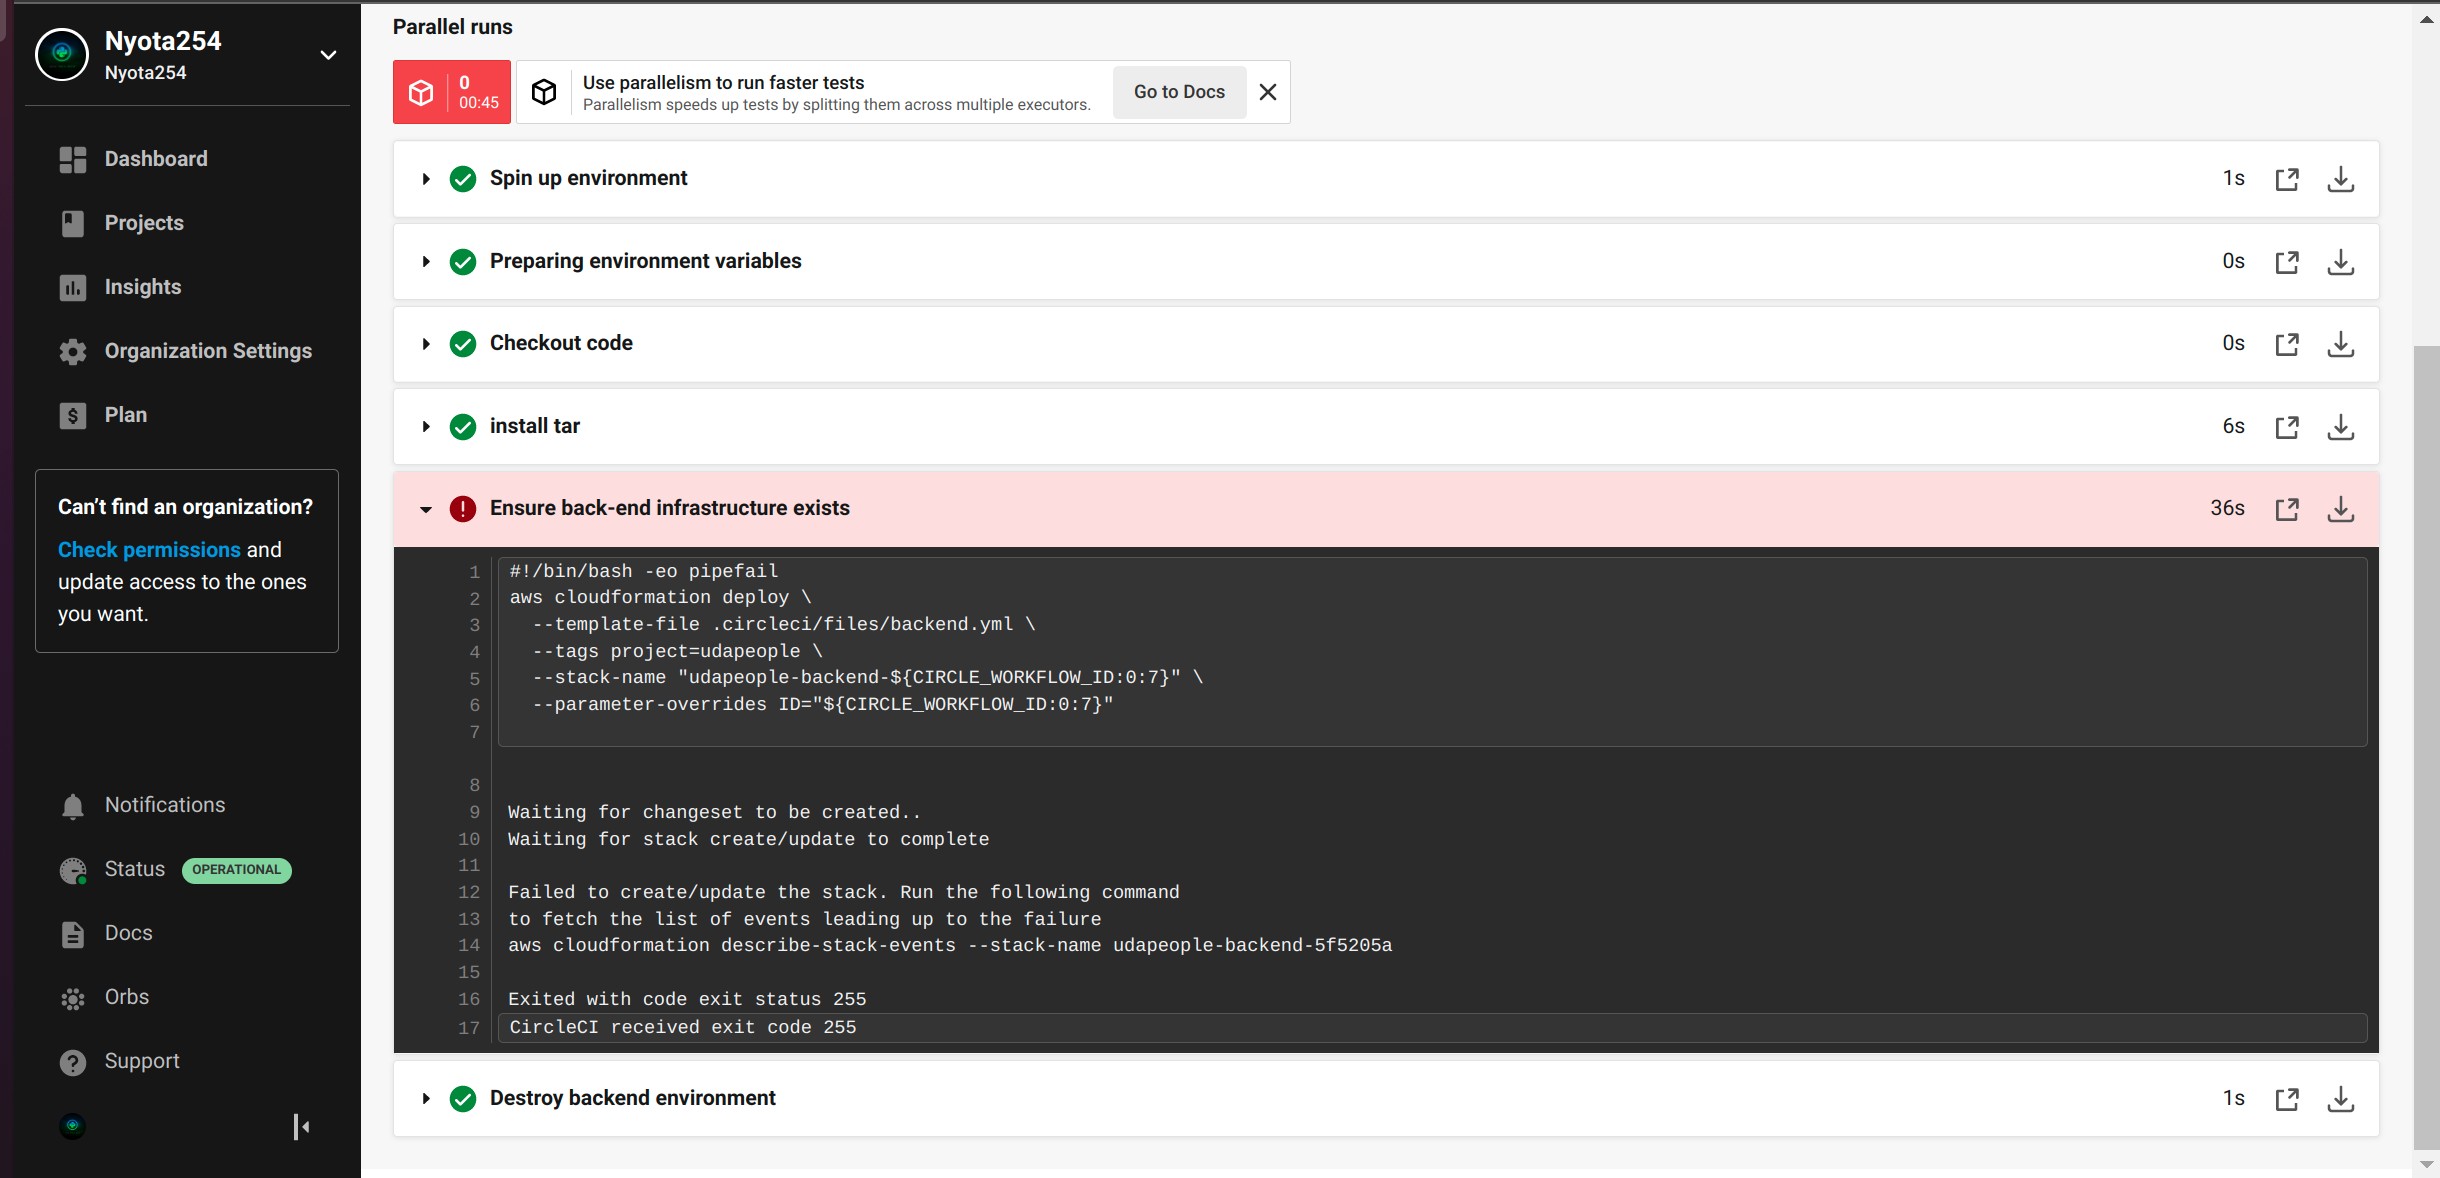 Nyota254
Nyota254
Dashboard
Projects
Insights
Organization Settings
Plan
Can't find an organization?
Check permissions and
update access to the ones
you want.
Notifications
Status OPERATIONAL
Docs
Orbs
Support
Parallel runs
0
00:45
Use parallelism to run faster tests
Parallelism speeds up tests by splitting them across multiple executors.
Go to Docs
Spin up environment 1s
Preparing environment variables 0s
Checkout code 0s
install tar 6s
Ensure back-end infrastructure exists 36s
1 #!/bin/bash -eo pipefail
2 aws cloudformation deploy \
3 --template-file .circleci/files/backend.yml \
4 --tags project=udapeople \
5 --stack-name "udapeople-backend-${CIRCLE_WORKFLOW_ID:0:7}" \
6 --parameter-overrides ID="${CIRCLE_WORKFLOW_ID:0:7}"
7
8
9 Waiting for changeset to be created..
10 Waiting for stack create/update to complete
11
12 Failed to create/update the stack. Run the following command
13 to fetch the list of events leading up to the failure
14 aws cloudformation describe-stack-events --stack-name udapeople-backend-5f5205a
15
16 Exited with code exit status 255
17 CircleCI received exit code 255
Destroy backend environment 1s